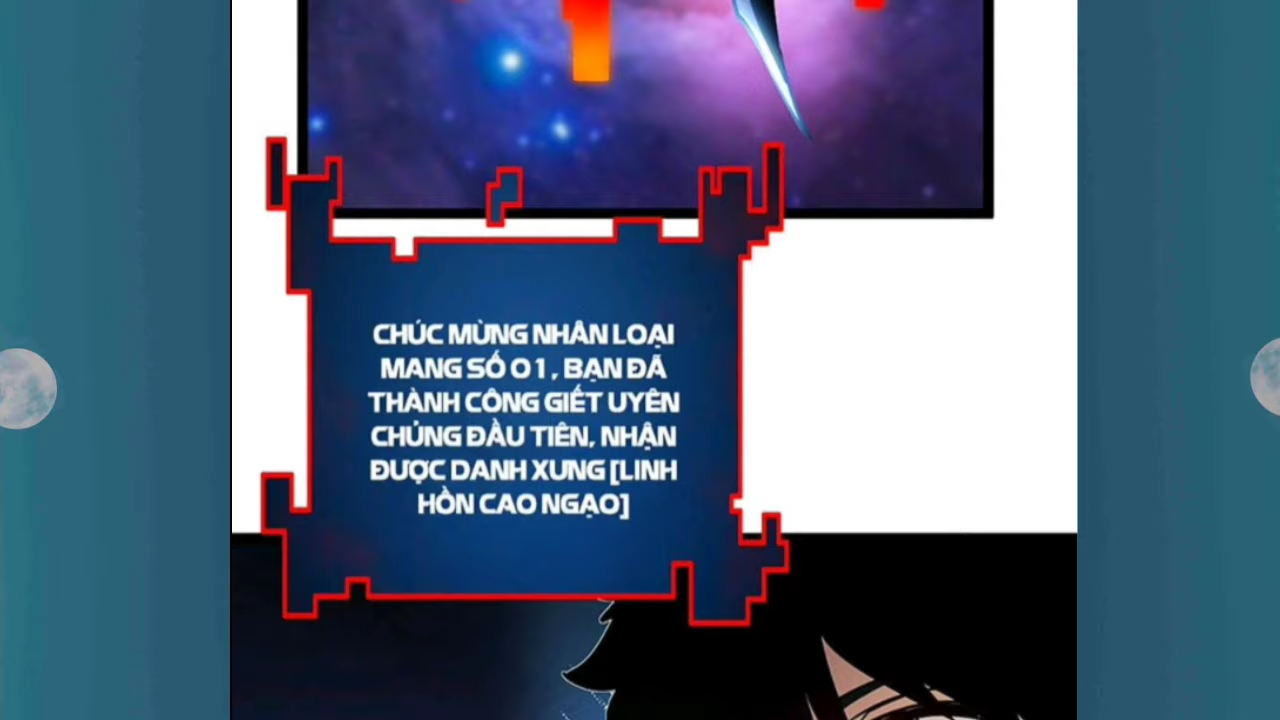 CHÚC MỪNG NHÂN LOẠI
MANG SỐ 01, BẠN ĐÃ
THÀNH CÔNG GIẾT UYÊN
CHỦNG ĐẦU TIÊN, NHẬN
ĐƯỢC DANH XƯNG [LINH
HỒN CAO NGẠO]